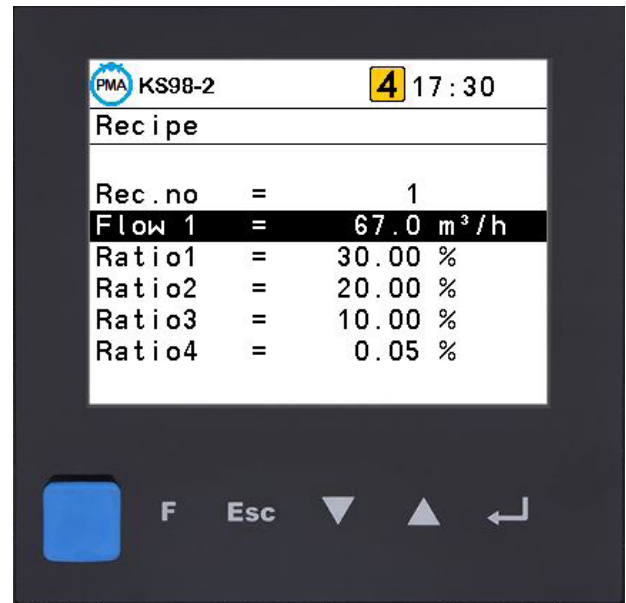 PMA KS98-2 4 17:30
Recipe
Rec.no = 1
Flow 1 = 67.0 m³/h
Ratio1 = 30.00 %
Ratio2 = 20.00 %
Ratio3 = 10.00 %
Ratio4 = 0.05 %
F Esc